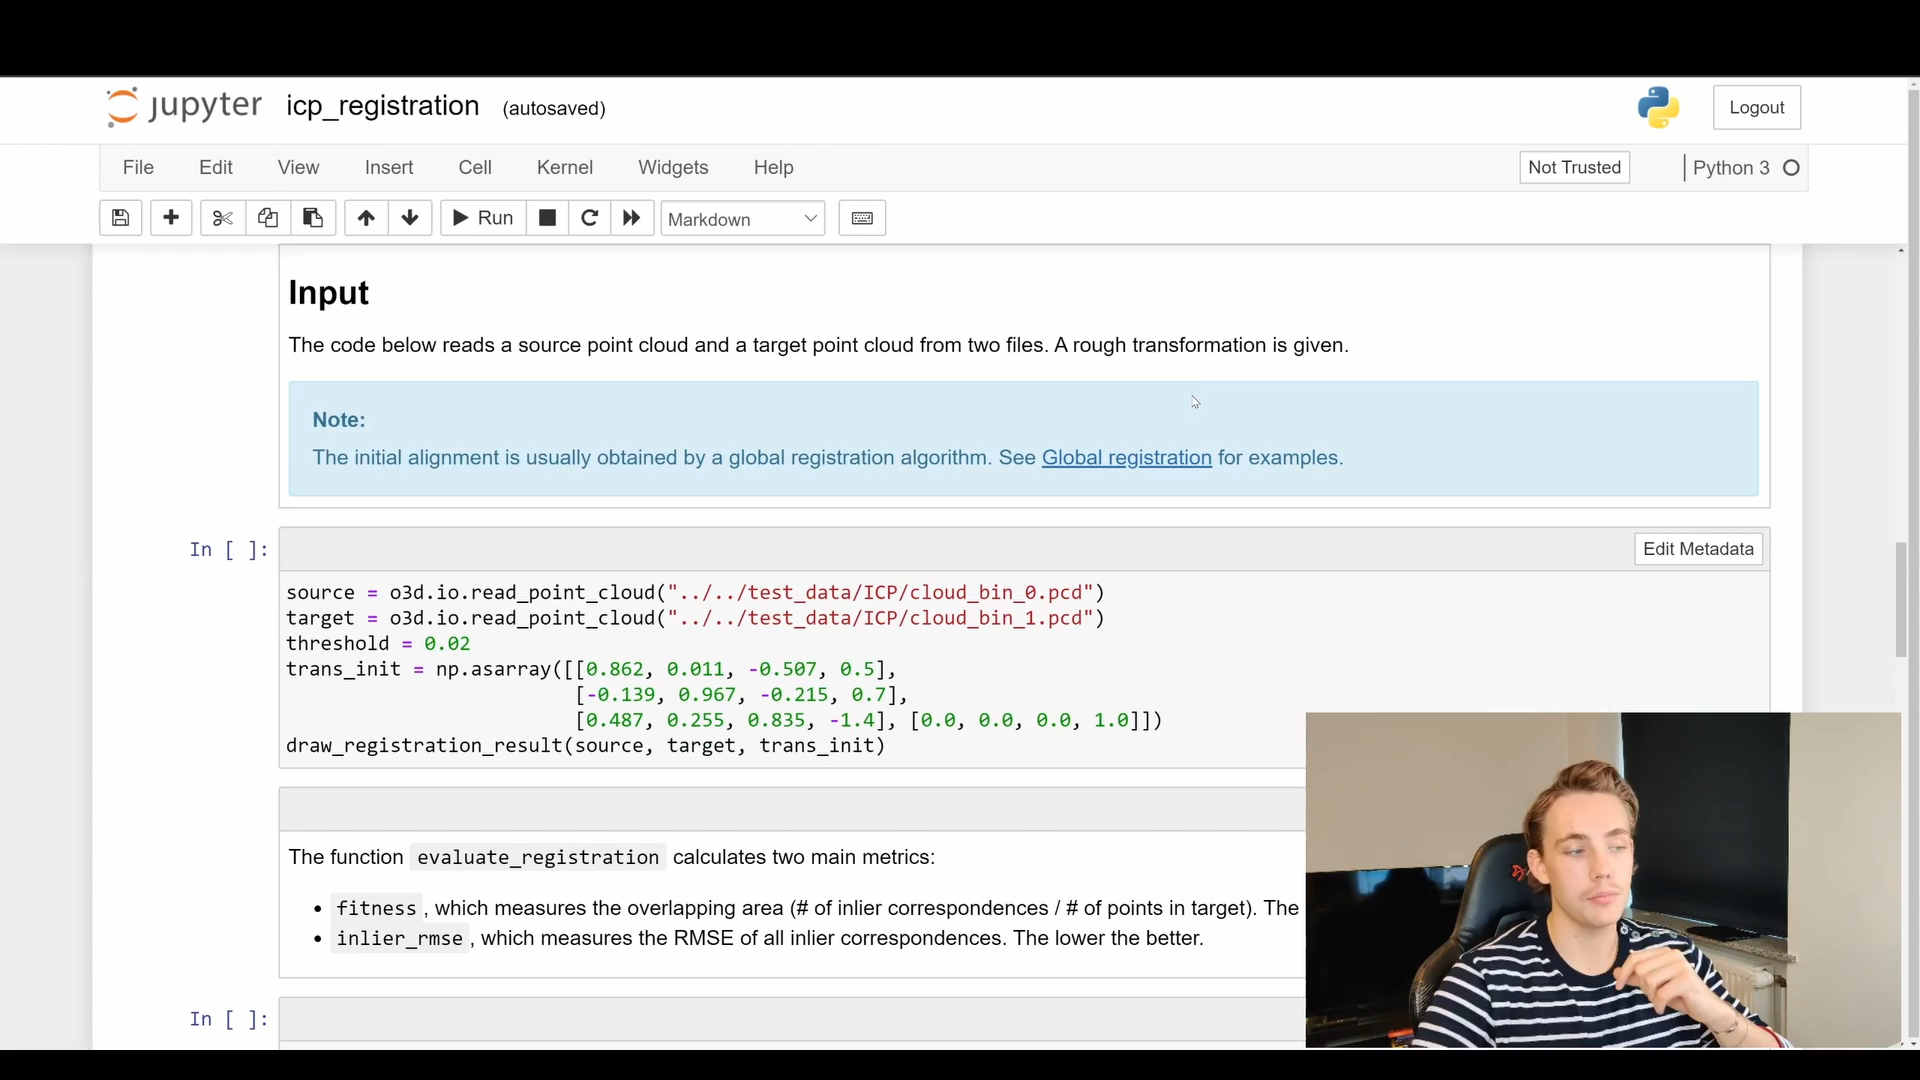 jupyter icp_registration (autosaved)
Logout
File Edit View Insert Cell Kernel Widgets Help
Not Trusted
Python 3
Run
Markdown
Input
The code below reads a source point cloud and a target point cloud from two files. A rough transformation is given.
Note:
The initial alignment is usually obtained by a global registration algorithm. See Global registration for examples.
In [ ]:
Edit Metadata
source = o3d.io.read_point_cloud("../../test_data/ICP/cloud_bin_0.pcd")
target = o3d.io.read_point_cloud("../../test_data/ICP/cloud_bin_1.pcd")
threshold = 0.02
trans_init = np.asarray([[0.862, 0.011, -0.507, 0.5],
[-0.139, 0.967, -0.215, 0.7],
[0.487, 0.255, 0.835, -1.4], [0.0, 0.0, 0.0, 1.0]])
draw_registration_result(source, target, trans_init)
The function evaluate_registration calculates two main metrics:
• fitness , which measures the overlapping area (# of inlier correspondences / # of points in target). The
• inlier_rmse , which measures the RMSE of all inlier correspondences. The lower the better.
In [ ]: